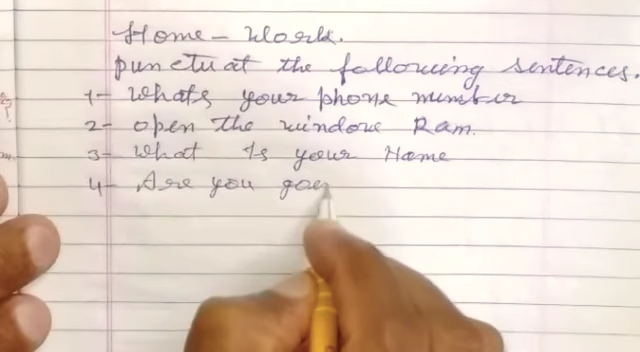 Home - Work.
punctuat the following sentences.
1- whats your phone number
2- open the window Ram.
3- what Is your Name
4- Are you goe